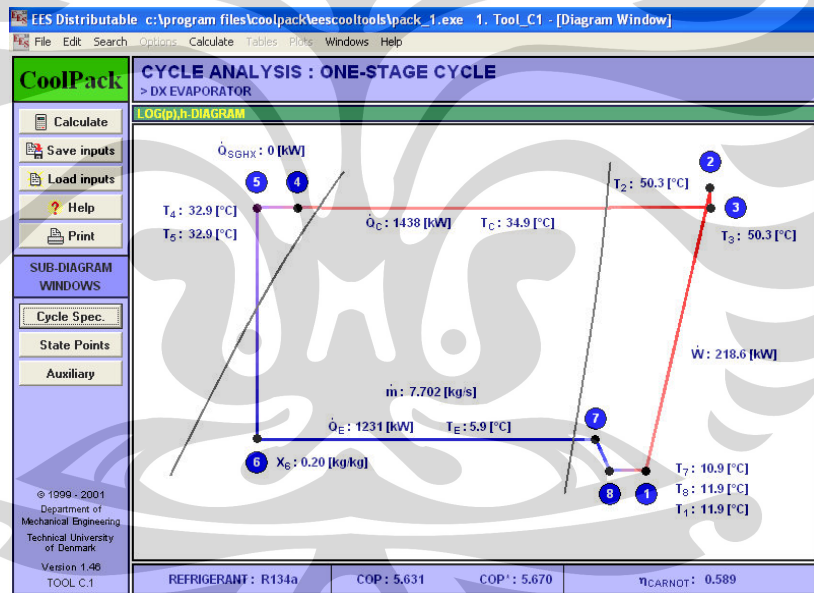 EES Distributable c:\program files\coolpack\eescooltools\pack_1.exe 1. Tool_C1 - [Diagram Window]
File Edit Search Options Calculate Tables Plots Windows Help
CoolPack
CYCLE ANALYSIS : ONE-STAGE CYCLE
> DX EVAPORATOR
LOG(p),h-DIAGRAM
Calculate
Save inputs
Load inputs
Help
Print
SUB-DIAGRAM
WINDOWS
Cycle Spec.
State Points
Auxiliary
© 1999 - 2001
Department of
Mechanical Engineering
Technical University
of Denmark
Version 1.46
TOOL C.1
Q̇SGHX : 0 [kW]
2
5 4
T2 : 50.3 [°C]
3
T4 : 32.9 [°C]
Q̇C : 1438 [kW] TC : 34.9 [°C]
T5 : 32.9 [°C]
T3 : 50.3 [°C]
Ẇ : 218.6 [kW]
ṁ : 7.702 [kg/s]
7
Q̇E : 1231 [kW] TE : 5.9 [°C]
6 X6 : 0.20 [kg/kg]
T7 : 10.9 [°C]
8 1
T8 : 11.9 [°C]
T1 : 11.9 [°C]
REFRIGERANT : R134a COP : 5.631 COP* : 5.670 ηCARNOT : 0.589